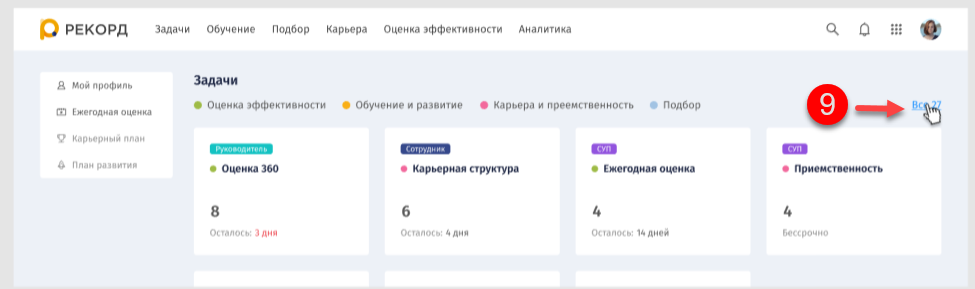 РЕКОРД Задачи Обучение Подбор Карьера Оценка эффективности Аналитика
Мой профиль
Ежегодная оценка
Карьерный план
План развития
Задачи
Оценка эффективности Обучение и развитие Карьера и преемственность Подбор
9
Все 27
Руководитель
Оценка 360
8
Осталось: 3 дня
Сотрудник
Карьерная структура
6
Осталось: 4 дня
СУП
Ежегодная оценка
4
Осталось: 14 дней
СУП
Приемственность
4
Бессрочно